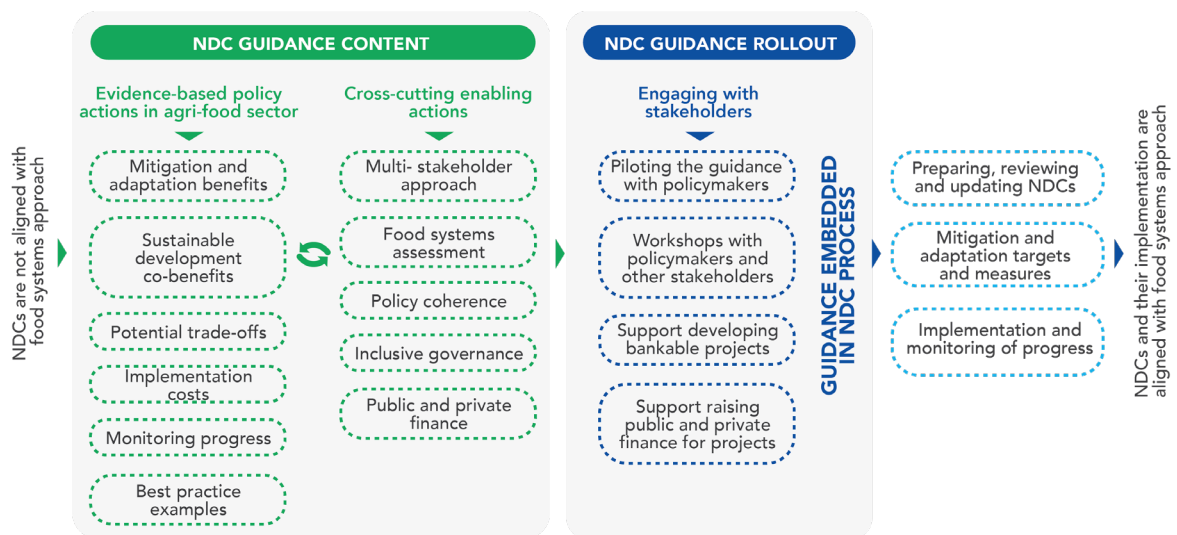 NDCs are not aligned with
food systems approach
NDC GUIDANCE CONTENT
Evidence-based policy
actions in agri-food sector
Mitigation and
adaptation benefits
Sustainable
development
co-benefits
Potential trade-offs
Implementation
costs
Monitoring progress
Best practice
examples
Cross-cutting enabling
actions
Multi- stakeholder
approach
Food systems
assessment
Policy coherence
Inclusive governance
Public and private
finance
NDC GUIDANCE ROLLOUT
Engaging with
stakeholders
Piloting the guidance
with policymakers
Workshops with
policymakers and
other stakeholders
Support developing
bankable projects
Support raising
public and private
finance for projects
GUIDANCE EMBEDDED
IN NDC PROCESS
Preparing, reviewing
and updating NDCs
Mitigation and
adaptation targets
and measures
Implementation and
monitoring of progress
NDCs and their implementation are
aligned with food systems approach